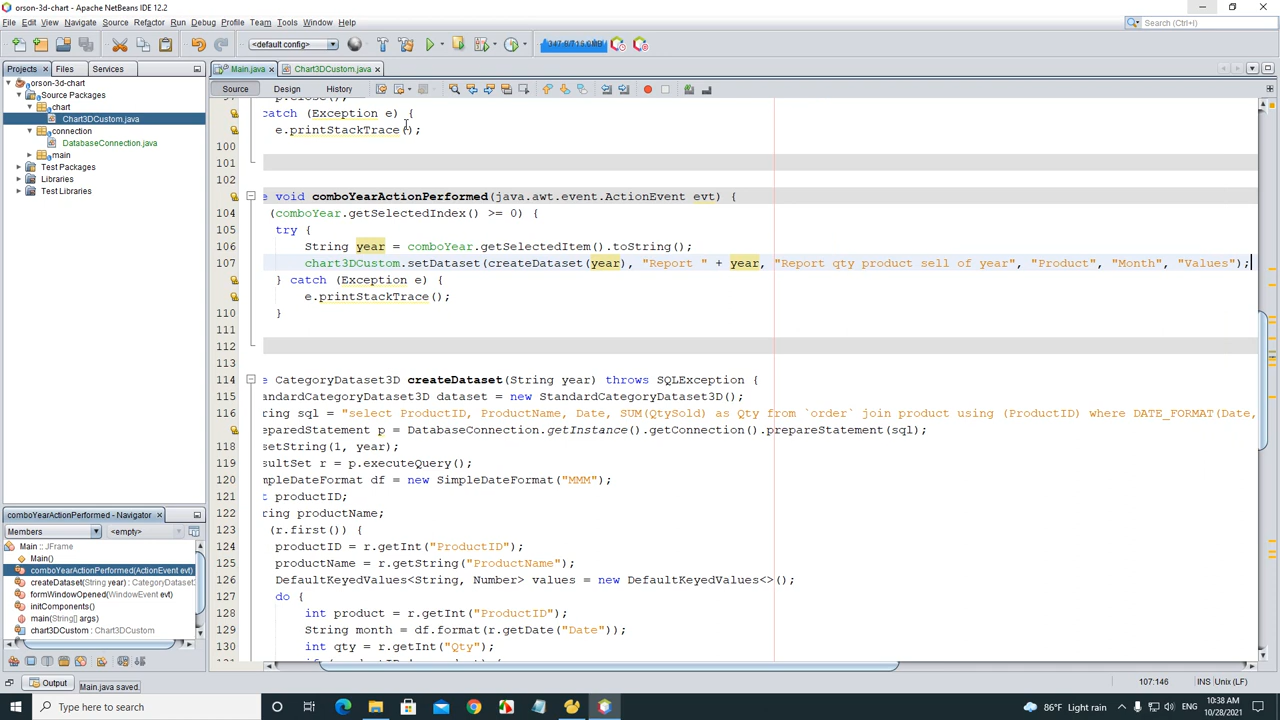 orson-3d-chart - Apache NetBeans IDE 12.2
File Edit View Navigate Source Refactor Run Debug Profile Team Tools Window Help
Search (Ctrl+I)
<default config>
Projects Files Services
Main.java Chart3DCustom.java
Source Design History
orson-3d-chart
Source Packages
chart
Chart3DCustom.java
connection
DatabaseConnection.java
main
Test Packages
Libraries
Test Libraries
catch (Exception e) {
e.printStackTrace();
100
101
102
e void comboYearActionPerformed(java.awt.event.ActionEvent evt) {
104 (comboYear.getSelectedIndex() >= 0) {
105 try {
106 String year = comboYear.getSelectedItem().toString();
107 chart3DCustom.setDataset(createDataset(year), "Report " + year, "Report qty product sell of year", "Product", "Month", "Values");
} catch (Exception e) {
e.printStackTrace();
110 }
111
112
113
114 e CategoryDataset3D createDataset(String year) throws SQLException {
115 andardCategoryDataset3D dataset = new StandardCategoryDataset3D();
116 ring sql = "select ProductID, ProductName, Date, SUM(QtySold) as Qty from `order` join product using (ProductID) where DATE_FORMAT(Date,
eparedStatement p = DatabaseConnection.getInstance().getConnection().prepareStatement(sql);
118 setString(1, year);
119 sultSet r = p.executeQuery();
120 mpleDateFormat df = new SimpleDateFormat("MMM");
121 t productID;
122 ring productName;
123 (r.first()) {
124 productID = r.getInt("ProductID");
125 productName = r.getString("ProductName");
126 DefaultKeyedValues<String, Number> values = new DefaultKeyedValues<>();
127 do {
128 int product = r.getInt("ProductID");
129 String month = df.format(r.getDate("Date"));
130 int qty = r.getInt("Qty");
comboYearActionPerformed - Navigator
Members <empty>
Main :: JFrame
Main()
comboYearActionPerformed(ActionEvent evt)
createDataset(String year) : CategoryDataset
formWindowOpened(WindowEvent evt)
initComponents()
main(String[] args)
chart3DCustom : Chart3DCustom
Output
Main.java saved.
107:146 INS Unix (LF)
Type here to search
86°F Light rain
ENG
10:38 AM
10/28/2021